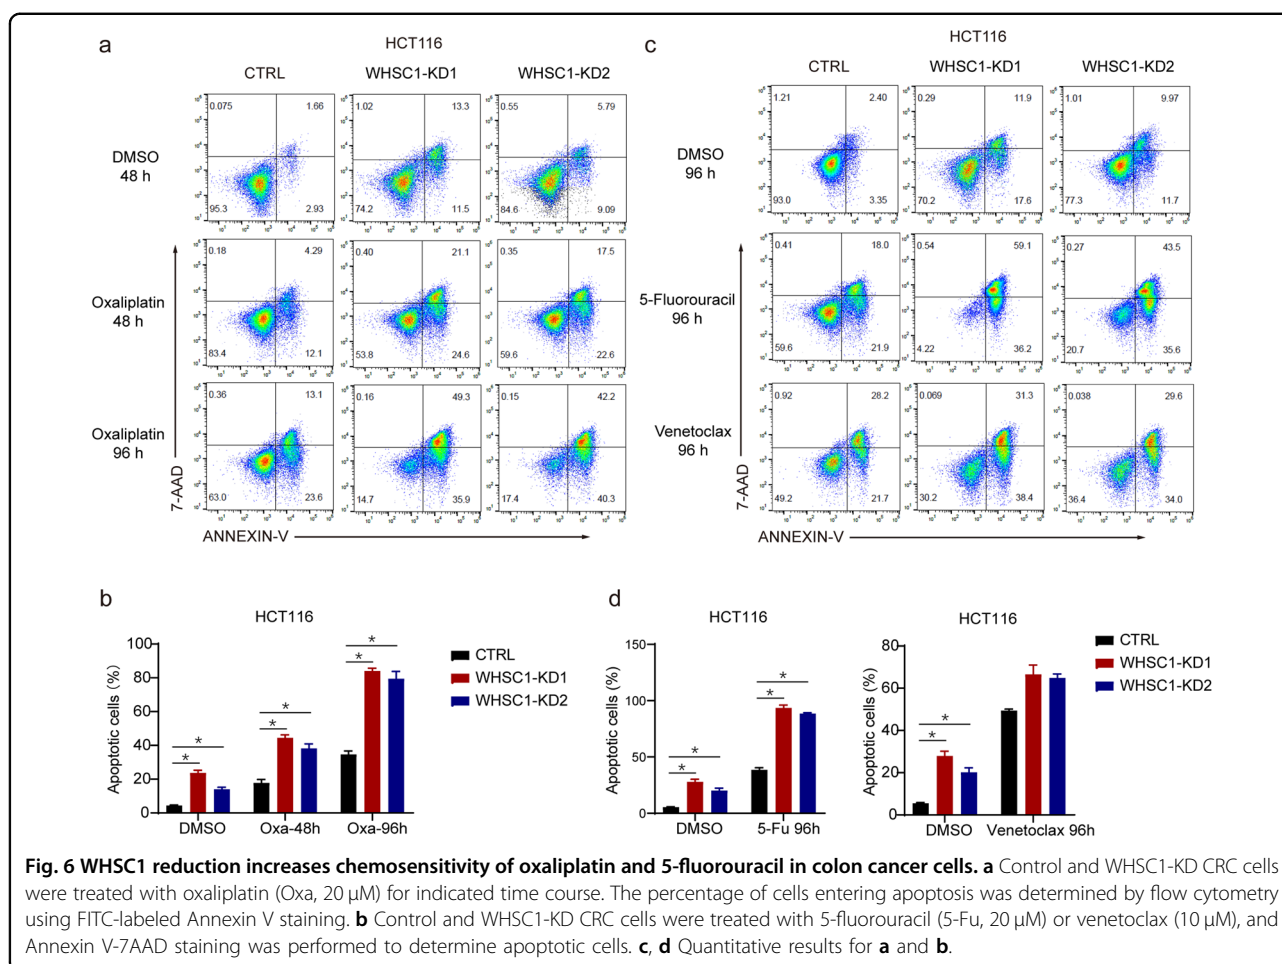 a
HCT116
CTRL WHSC1-KD1 WHSC1-KD2
DMSO
48 h
0.075 1.66
95.3 2.93
1.02 13.3
74.2 11.5
0.55 5.79
84.6 9.09
Oxaliplatin
48 h
0.18 4.29
83.4 12.1
0.40 21.1
53.8 24.6
0.35 17.5
59.6 22.6
Oxaliplatin
96 h
0.36 13.1
63.0 23.6
0.16 49.3
14.7 35.9
0.15 42.2
17.4 40.3
7-AAD
ANNEXIN-V
c
HCT116
CTRL WHSC1-KD1 WHSC1-KD2
DMSO
96 h
1.21 2.40
93.0 3.35
0.29 11.9
70.2 17.6
1.01 9.97
77.3 11.7
5-Fluorouracil
96 h
0.41 18.0
59.6 21.9
0.54 59.1
4.22 36.2
0.27 43.5
20.7 35.6
Venetoclax
96 h
0.92 28.2
49.2 21.7
0.069 31.3
30.2 38.4
0.038 29.6
36.4 34.0
7-AAD
ANNEXIN-V
b
HCT116
Apoptotic cells (%)
100
80
60
40
20
0
* * * * * *
DMSO Oxa-48h Oxa-96h
CTRL
WHSC1-KD1
WHSC1-KD2
d
HCT116
Apoptotic cells (%)
150
100
50
0
* * * *
DMSO 5-Fu 96h
HCT116
Apoptotic cells (%)
80
60
40
20
0
* *
DMSO Venetoclax 96h
CTRL
WHSC1-KD1
WHSC1-KD2
Fig. 6 WHSC1 reduction increases chemosensitivity of oxaliplatin and 5-fluorouracil in colon cancer cells. a Control and WHSC1-KD CRC cells
were treated with oxaliplatin (Oxa, 20 μM) for indicated time course. The percentage of cells entering apoptosis was determined by flow cytometry
using FITC-labeled Annexin V staining. b Control and WHSC1-KD CRC cells were treated with 5-fluorouracil (5-Fu, 20 μM) or venetoclax (10 μM), and
Annexin V-7AAD staining was performed to determine apoptotic cells. c, d Quantitative results for a and b.